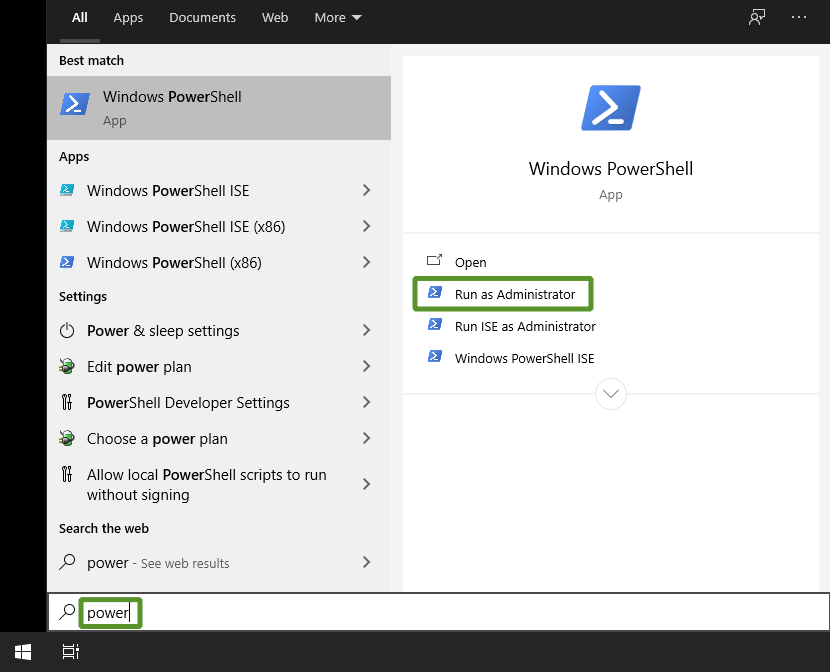 All Apps Documents Web More
Best match
Windows PowerShell
App
Apps
Windows PowerShell ISE
Windows PowerShell ISE (x86)
Windows PowerShell (x86)
Settings
Power & sleep settings
Edit power plan
PowerShell Developer Settings
Choose a power plan
Allow local PowerShell scripts to run
without signing
Search the web
power - See web results
Windows PowerShell
App
Open
Run as Administrator
Run ISE as Administrator
Windows PowerShell ISE
power